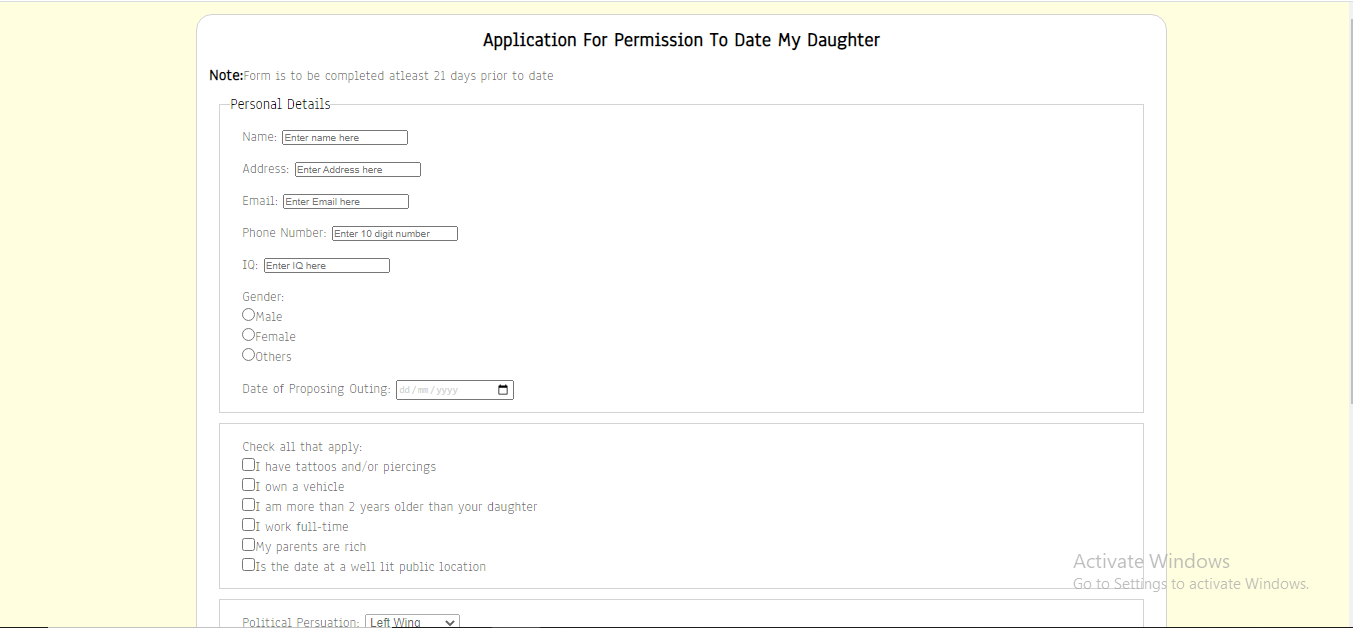 Application For Permission To Date My Daughter
Note:Form is to be completed atleast 21 days prior to date
Personal Details
Name: Enter name here
Address: Enter Address here
Email: Enter Email here
Phone Number: Enter 10 digit number
IQ: Enter IQ here
Gender:
Male
Female
Others
Date of Proposing Outing: dd/mm/yyyy
Check all that apply:
I have tattoos and/or piercings
I own a vehicle
I am more than 2 years older than your daughter
I work full-time
My parents are rich
Is the date at a well lit public location
Activate Windows
Go to Settings to activate Windows.
Political Persuation: Left Wing